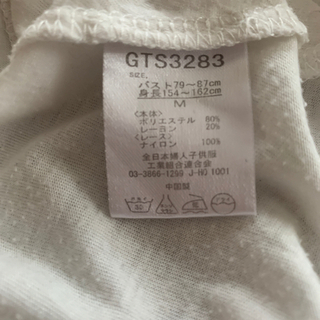 GTS3283
SIZE.
バスト79〜87cm
身長154〜162cm
M
<本体>
ポリエステル 80%
レーヨン 20%
<レース>
ナイロン 100%
全日本婦人子供服
工業組合連合会
03-3866-1299 J-HO 1001
中国製